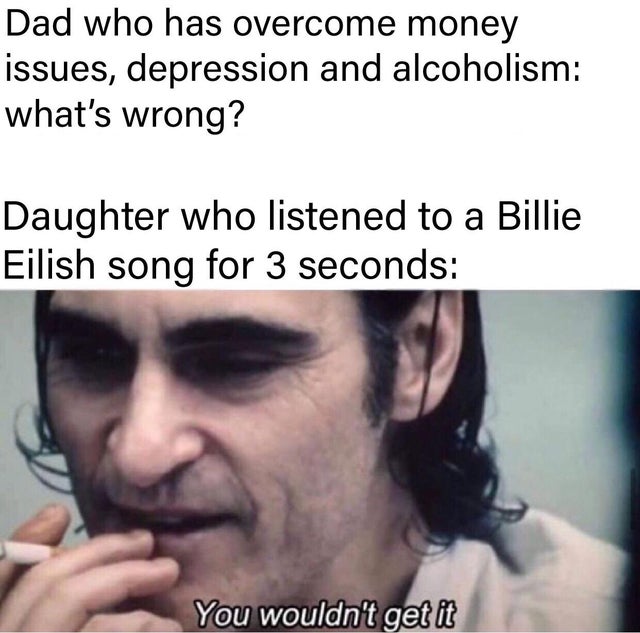 Dad who has overcome money
issues, depression and alcoholism:
what's wrong?
Daughter who listened to a Billie
Eilish song for 3 seconds:
You wouldn't get it